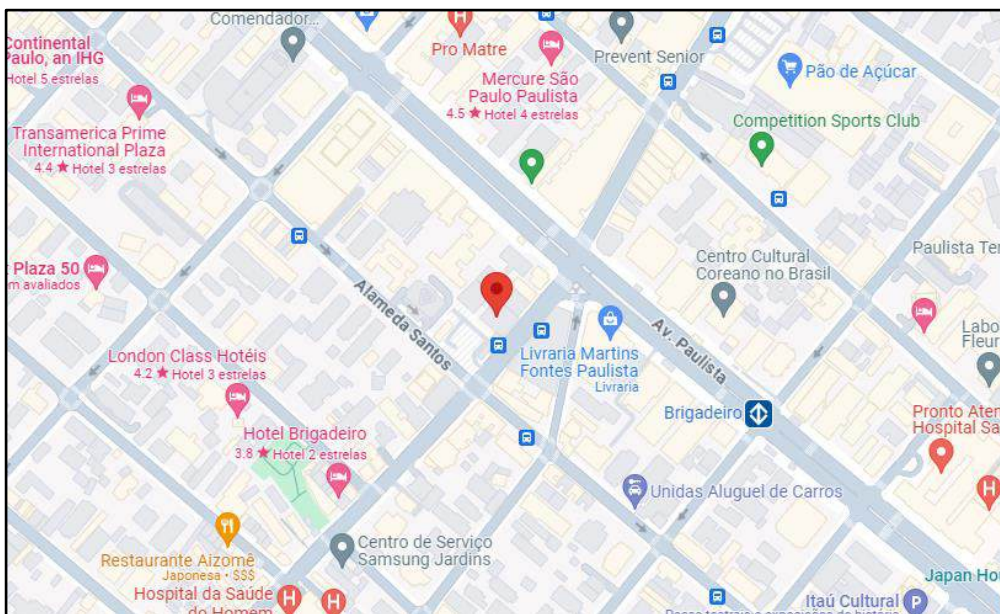 Comendador...
Pro Matre
Prevent Senior
Continental
Paulo, an IHG
Hotel 5 estrelas
Mercure São
Paulo Paulista
4.5 ★ Hotel 4 estrelas
Pão de Açúcar
Competition Sports Club
Transamerica Prime
International Plaza
4.4 ★ Hotel 3 estrelas
Plaza 50
m avaliados
Alameda Santos
Centro Cultural
Coreano no Brasil
Paulista Ter
Av. Paulista
Livraria Martins
Fontes Paulista
Livraria
Labo
Fleur
London Class Hotéis
4.2 ★ Hotel 3 estrelas
Brigadeiro
Pronto Aten
Hospital Sa
Hotel Brigadeiro
3.8 ★ Hotel 2 estrelas
Unidas Aluguel de Carros
Centro de Serviço
Samsung Jardins
Restaurante Aizomê
Japonesa • $$$
Hospital da Saúde
do Homem
Japan Ho
Itaú Cultural